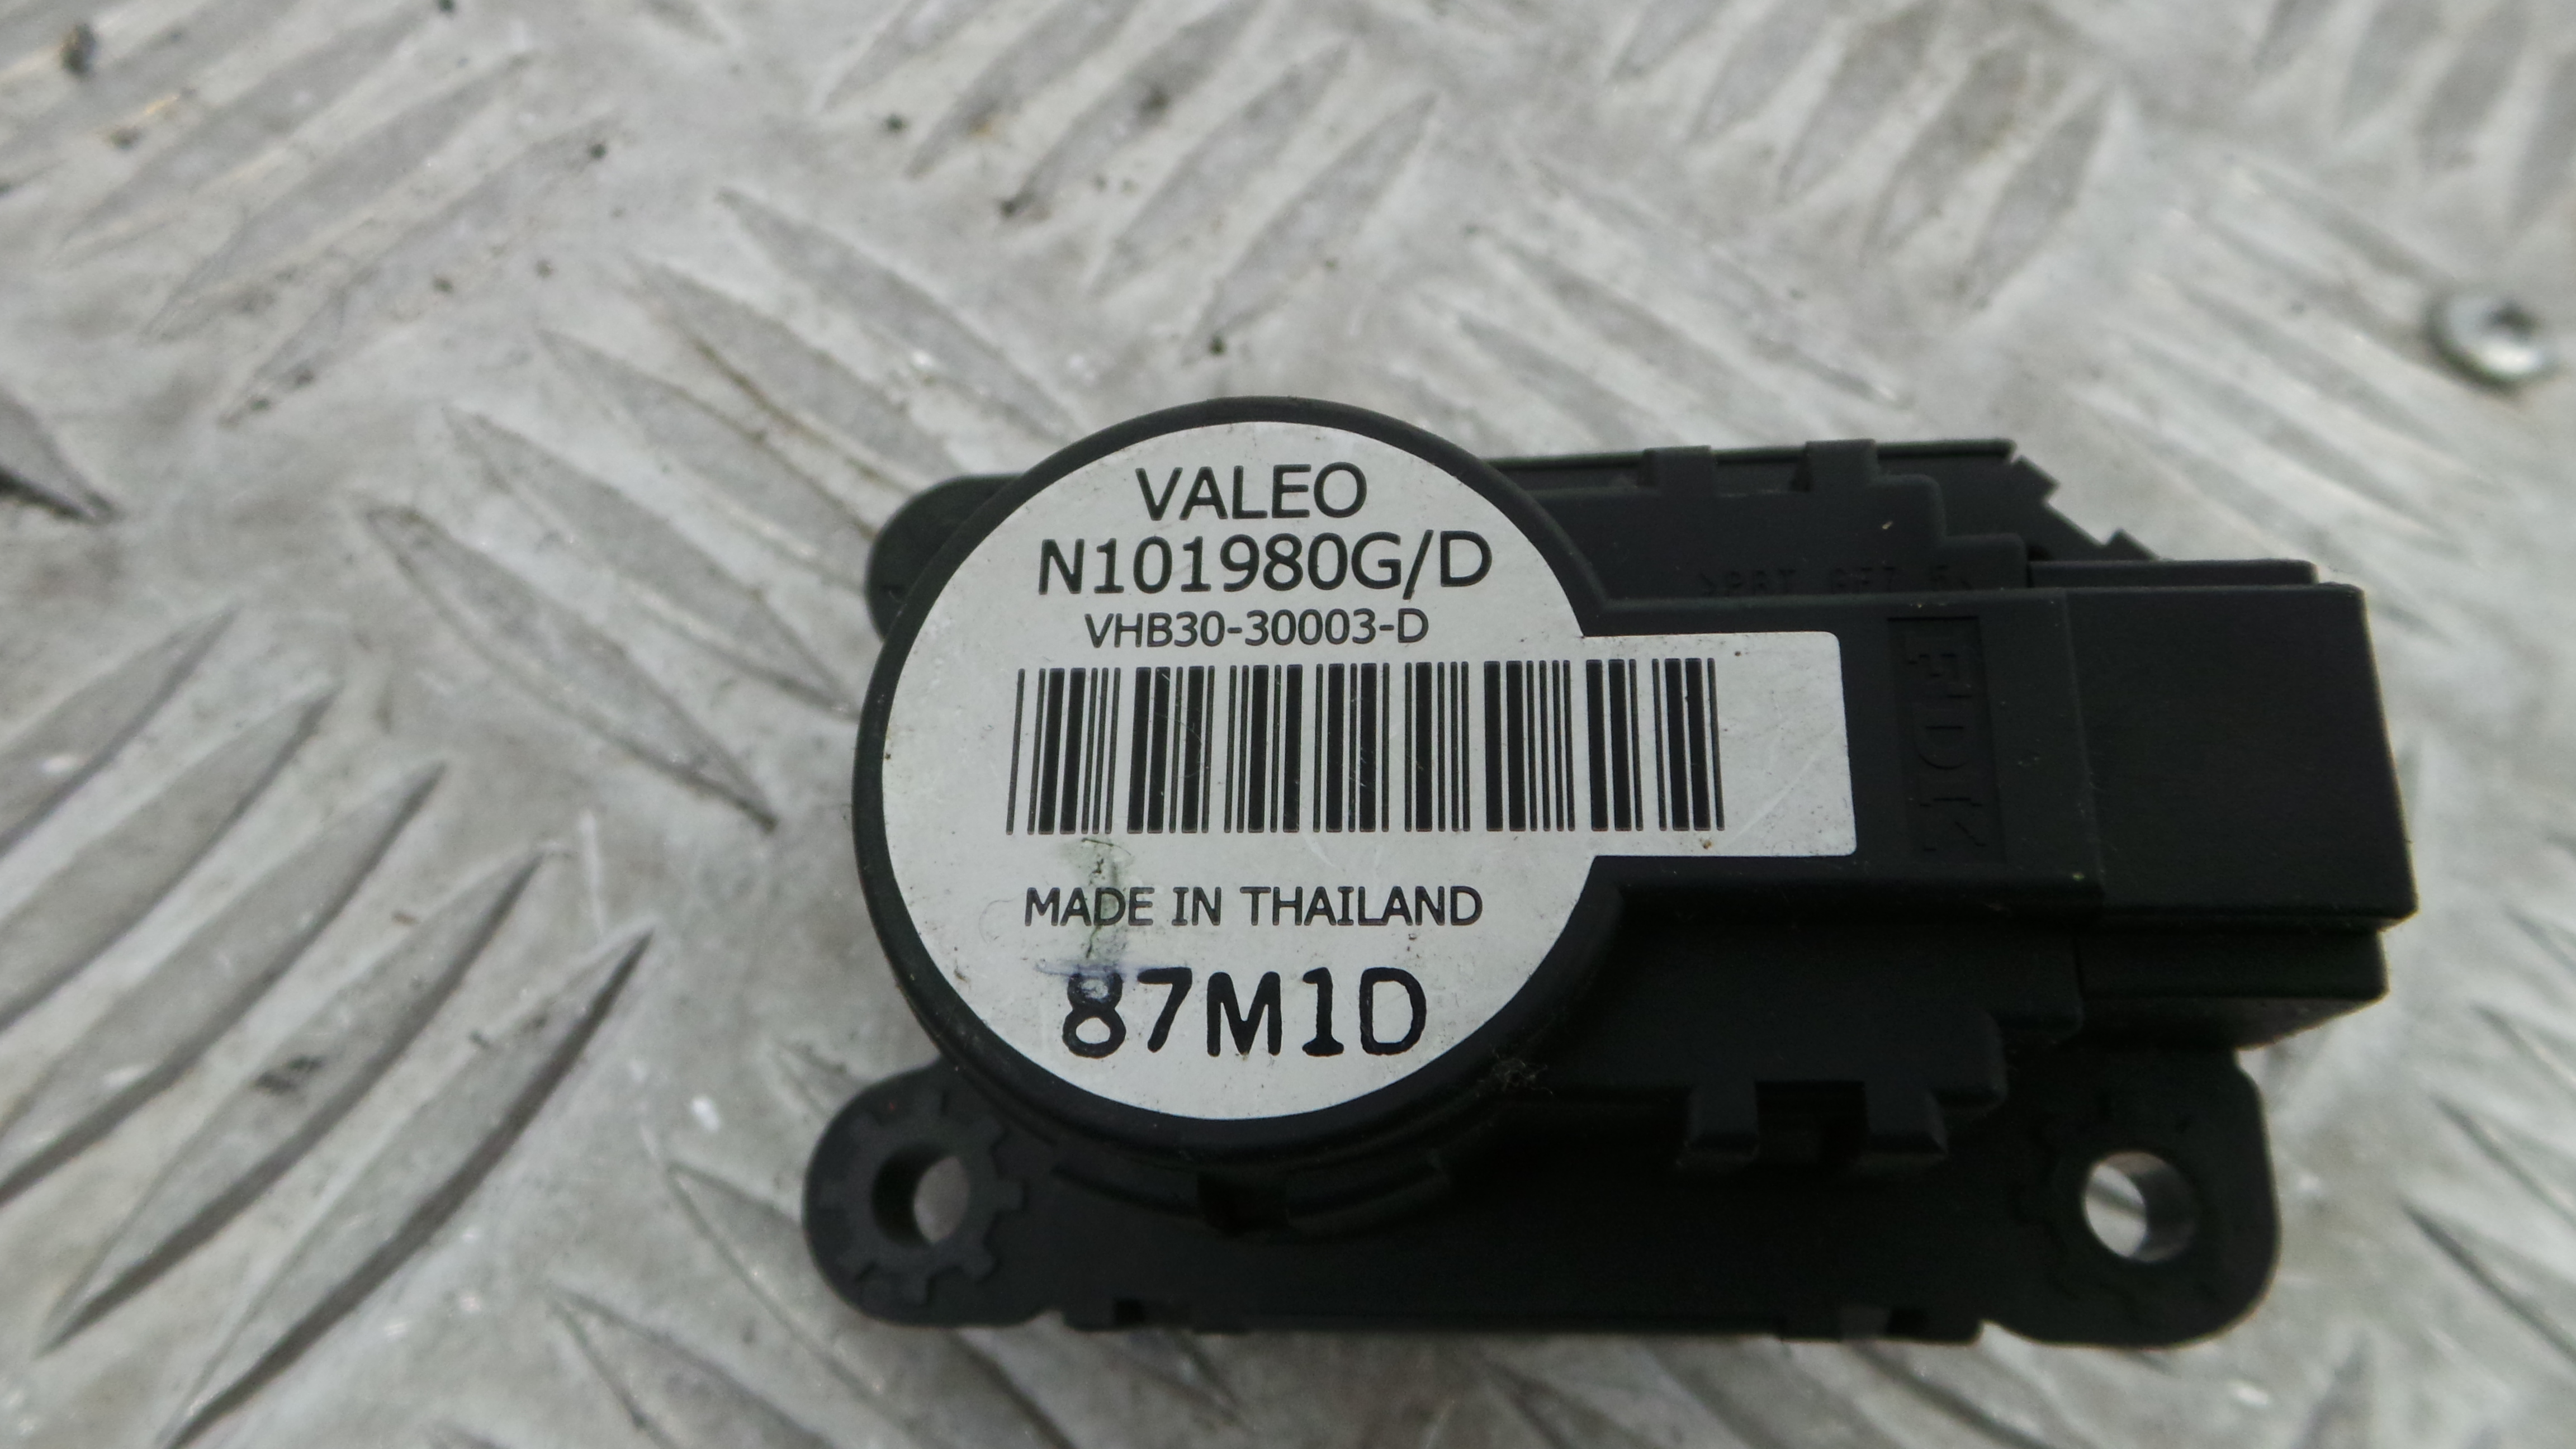 VALEO
N101980G/D
VHB30-30003-D
MADE IN THAILAND
87M1D